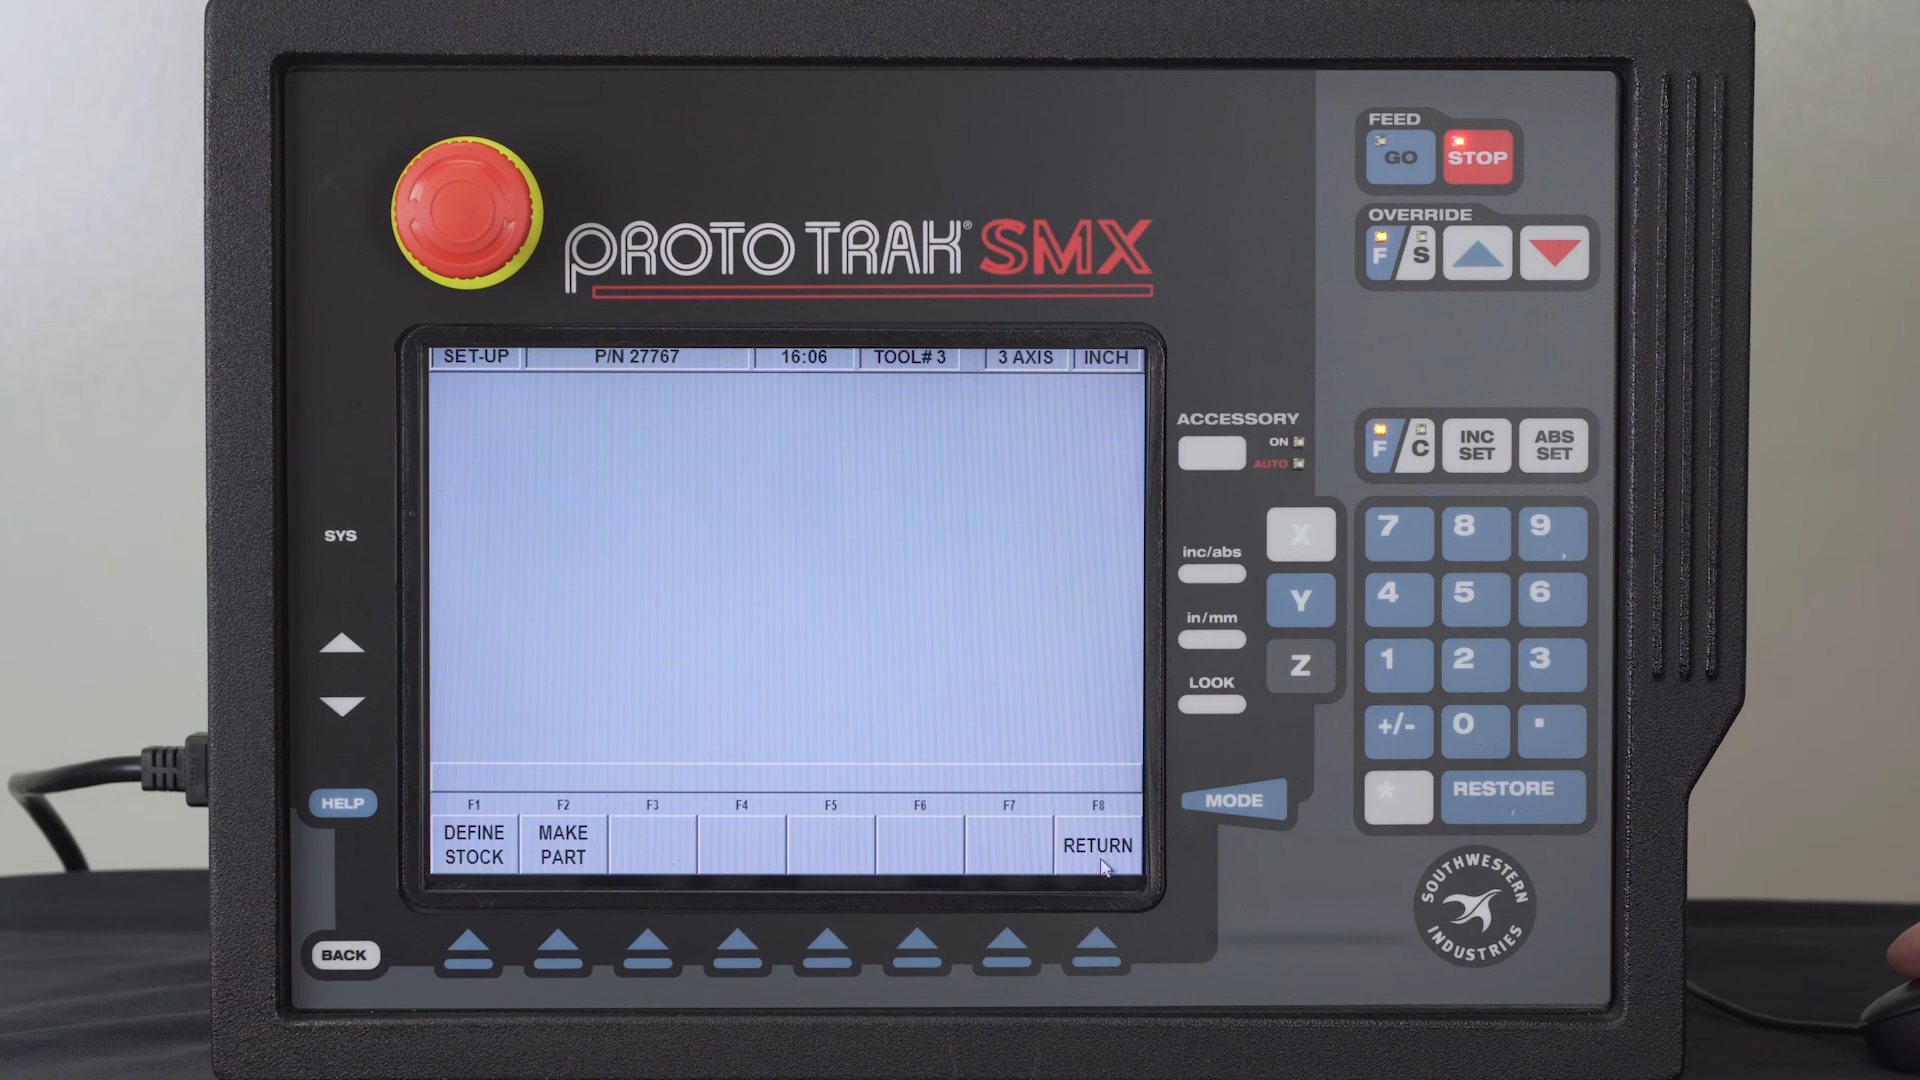 PROTO TRAK® SMX
FEED
GO STOP
OVERRIDE
F/S
SET-UP P/N 27767 16:06 TOOL# 3 3 AXIS INCH
ACCESSORY
ON
AUTO
F/C
INC SET
ABS SET
SYS
inc/abs
in/mm
LOOK
X
Y
Z
7 8 9
4 5 6
1 2 3
+/- 0 .
* RESTORE
HELP
MODE
F1 F2 F3 F4 F5 F6 F7 F8
DEFINE STOCK
MAKE PART
RETURN
BACK
SOUTHWESTERN
INDUSTRIES